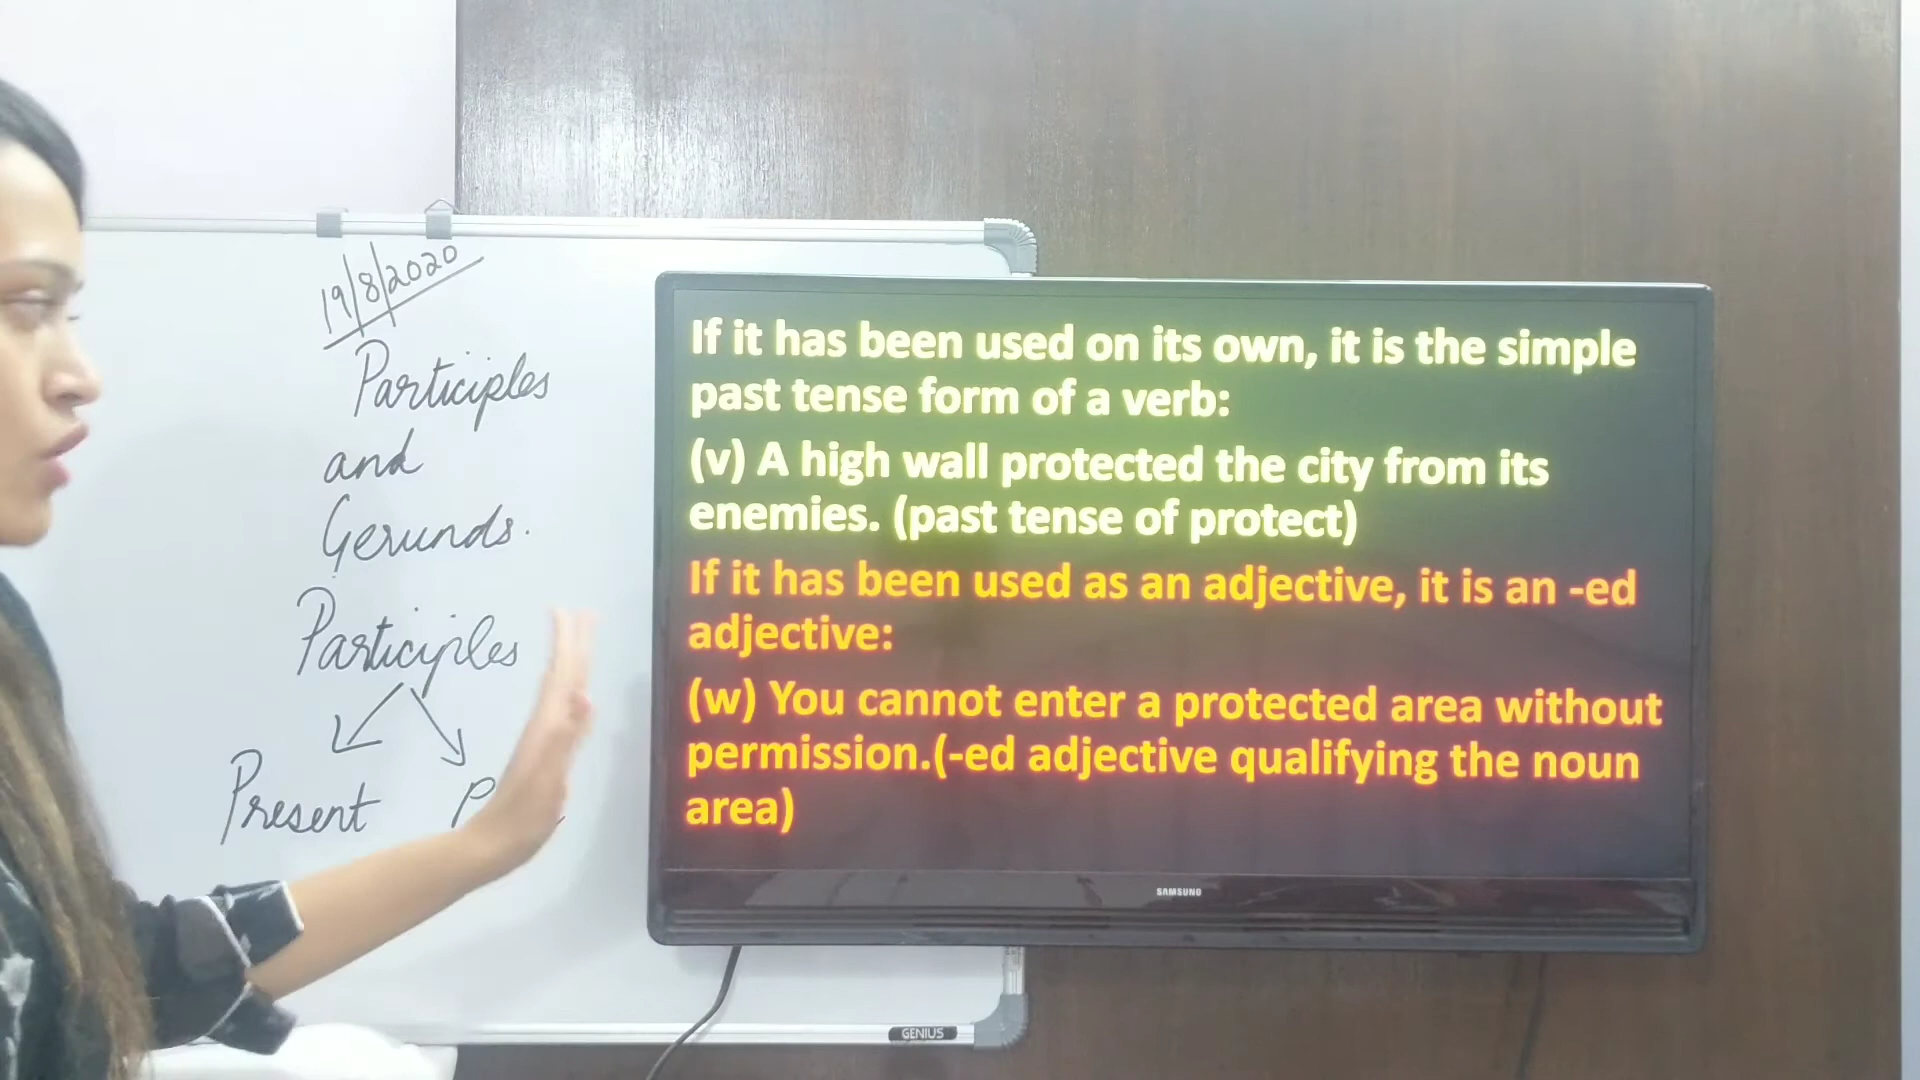 19/8/2020
Participles
and
Gerunds.
Participles
Present
If it has been used on its own, it is the simple
past tense form of a verb:
(v) A high wall protected the city from its
enemies. (past tense of protect)
If it has been used as an adjective, it is an -ed
adjective:
(w) You cannot enter a protected area without
permission.(-ed adjective qualifying the noun
area)
SAMSUNG
GENIUS